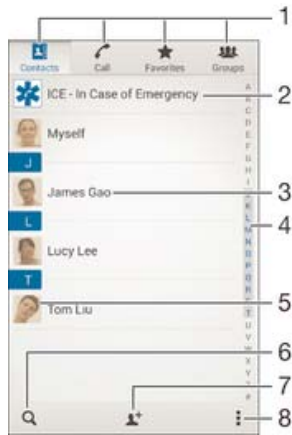 1
Contacts Call Favorites Groups
ICE - In Case of Emergency
2
Myself
J
James Gao
3
L
4
Lucy Lee
T
Tom Liu
5
6
7
8
A
C
D
E
F
G
H
I
K
L
M
N
O
P
Q
R
T
U
V
W
X
Y
#